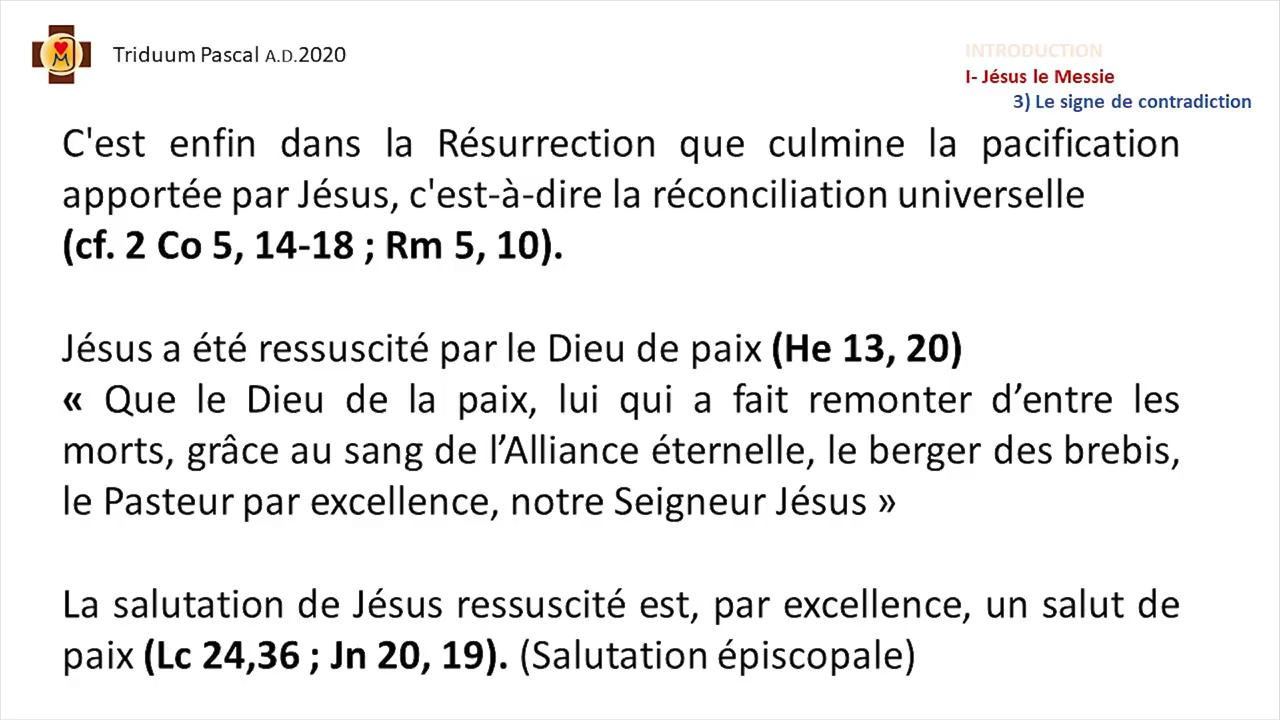 Triduum Pascal A.D.2020
INTRODUCTION
I- Jésus le Messie
3) Le signe de contradiction
C'est enfin dans la Résurrection que culmine la pacification
apportée par Jésus, c'est-à-dire la réconciliation universelle
(cf. 2 Co 5, 14-18 ; Rm 5, 10).
Jésus a été ressuscité par le Dieu de paix (He 13, 20)
« Que le Dieu de la paix, lui qui a fait remonter d’entre les
morts, grâce au sang de l’Alliance éternelle, le berger des brebis,
le Pasteur par excellence, notre Seigneur Jésus »
La salutation de Jésus ressuscité est, par excellence, un salut de
paix (Lc 24,36 ; Jn 20, 19). (Salutation épiscopale)